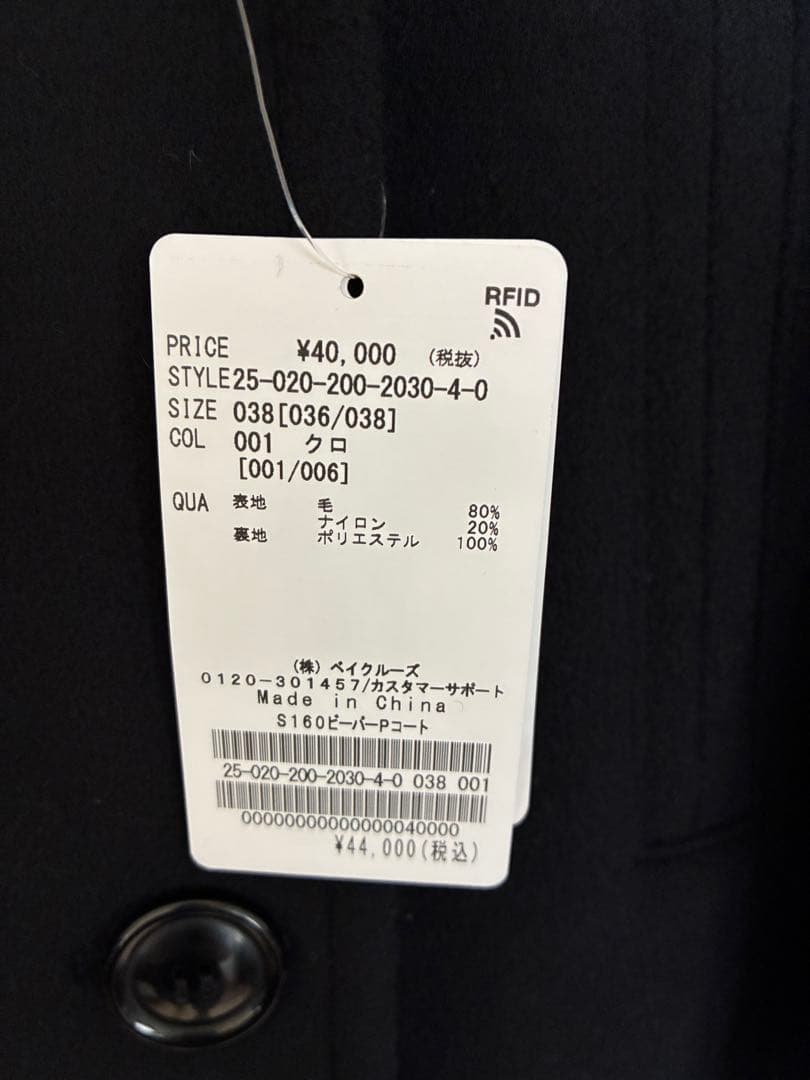 RFID
PRICE ¥40,000 (税抜)
STYLE 25-020-200-2030-4-0
SIZE 038[036/038]
COL 001 クロ
[001/006]
QUA 表地 毛 80%
ナイロン 20%
裏地 ポリエステル 100%
(株) ベイクルーズ
0120-301457/カスタマーサポート
Made in China
S160ビーバーPコート
25-020-200-2030-4-0 038 001
00000000000000040000
¥44,000(税込)